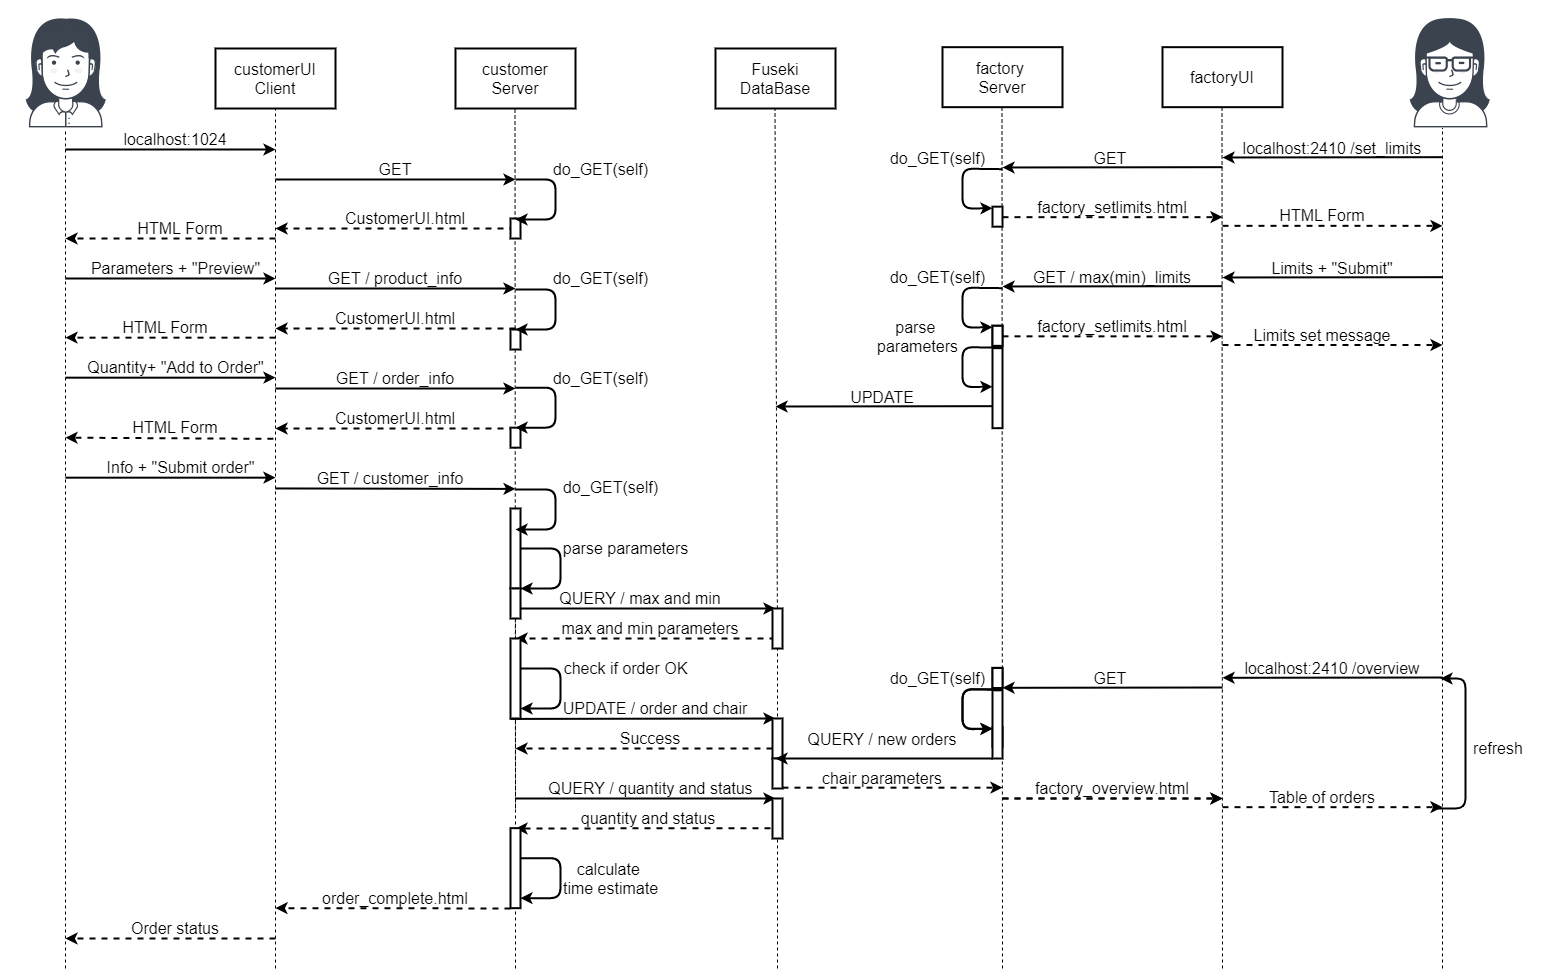 customerUI
Client
customer
Server
Fuseki
DataBase
factory
Server
factoryUI
localhost:1024
GET
do_GET(self)
CustomerUI.html
HTML Form
do_GET(self)
GET
localhost:2410 /set_limits
factory_setlimits.html
HTML Form
Parameters + "Preview"
GET / product_info
do_GET(self)
CustomerUI.html
HTML Form
do_GET(self)
GET / max(min)_limits
Limits + "Submit"
parse
parameters
factory_setlimits.html
Limits set message
Quantity+ "Add to Order"
GET / order_info
do_GET(self)
CustomerUI.html
HTML Form
UPDATE
Info + "Submit order"
GET / customer_info
do_GET(self)
parse parameters
QUERY / max and min
max and min parameters
check if order OK
UPDATE / order and chair
Success
do_GET(self)
GET
localhost:2410 /overview
QUERY / new orders
refresh
chair parameters
factory_overview.html
Table of orders
QUERY / quantity and status
quantity and status
calculate
time estimate
order_complete.html
Order status